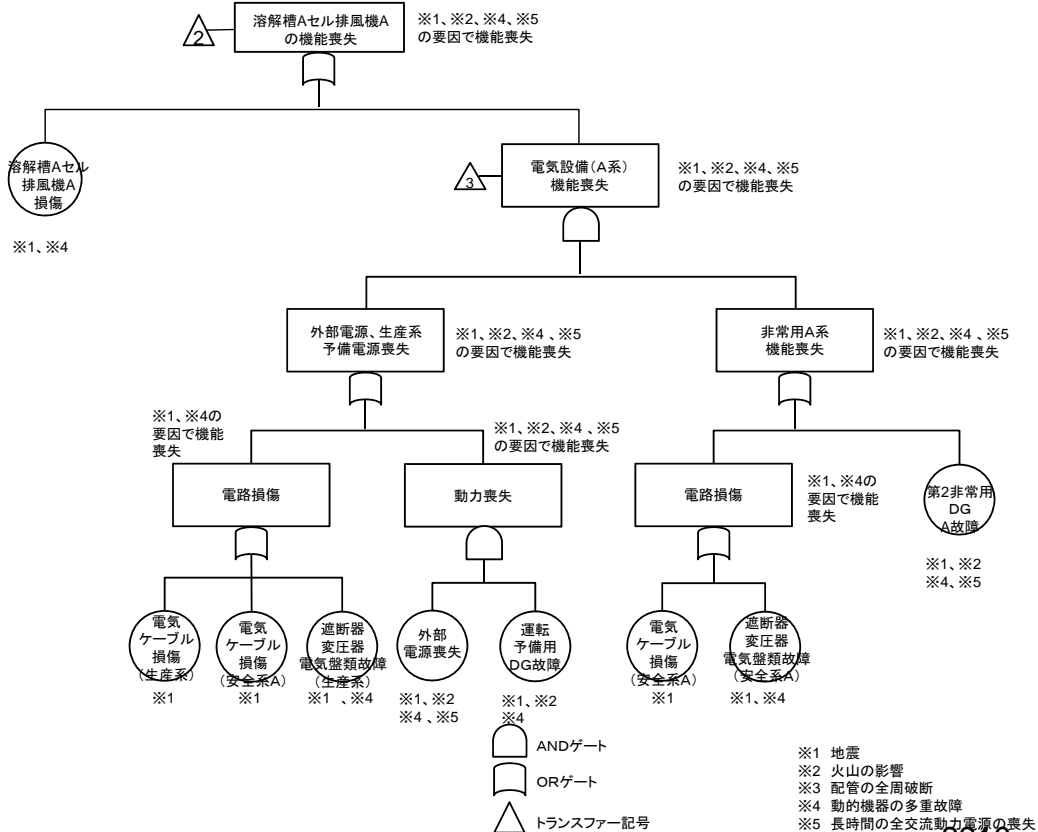 溶解槽Aセル排風機A
の機能喪失
※1、※2、※4、※5
の要因で機能喪失
2
溶解槽Aセル
排風機A
損傷
※1、※4
電気設備(A系)
機能喪失
3
※1、※2、※4、※5
の要因で機能喪失
外部電源、生産系
予備電源喪失
※1、※2、※4 、※5
の要因で機能喪失
非常用A系
機能喪失
※1、※2、※4 、※5
の要因で機能喪失
※1、※4の
要因で機能
喪失
電路損傷
※1、※2、※4 、※5
の要因で機能喪失
動力喪失
電路損傷
※1、※4の
要因で機能
喪失
第2非常用
DG
A故障
※1、※2
※4、※5
電気
ケーブル
損傷
(生産系)
※1
電気
ケーブル
損傷
(安全系A)
※1
遮断器
変圧器
電気盤類故障
(生産系)
※1 、※4
外部
電源喪失
※1、※2
※4 、※5
運転
予備用
DG故障
※1、※2
※4
電気
ケーブル
損傷
(安全系A)
※1
遮断器
変圧器
電気盤類故障
(安全系A)
※1、※4
ANDゲート
ORゲート
トランスファー記号
※1 地震
※2 火山の影響
※3 配管の全周破断
※4 動的機器の多重故障
※5 長時間の全交流動力電源の喪失